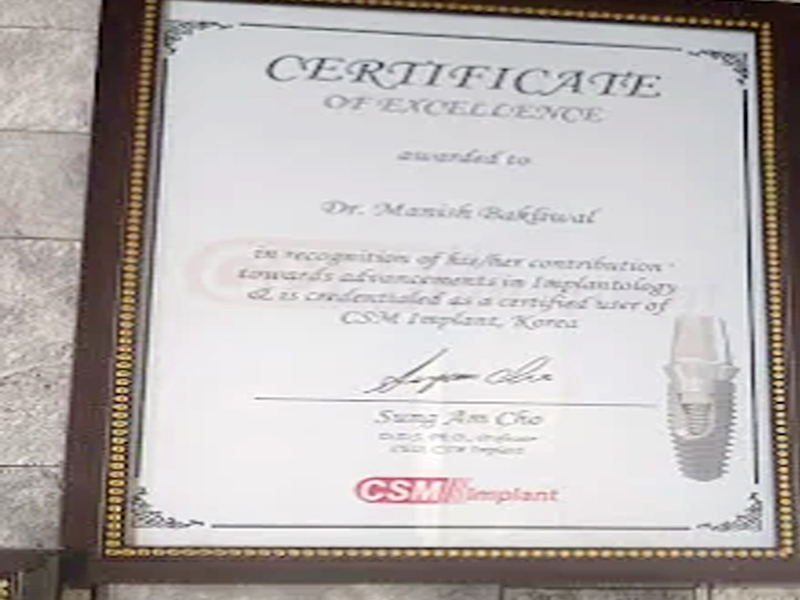 CERTIFICATE
OF EXCELLENCE
awarded to
Dr. Manish Bakliwal
in recognition of his/her contribution
towards advancements in Implantology
& is credentialed as a certified user of
CSM Implant, Korea
Sung Am Cho
CSM Implant